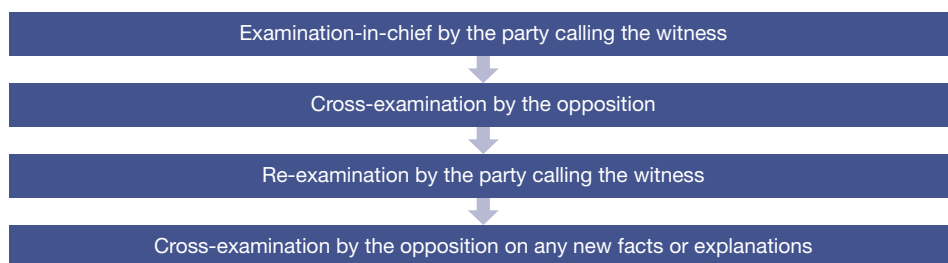 Examination-in-chief by the party calling the witness
Cross-examination by the opposition
Re-examination by the party calling the witness
Cross-examination by the opposition on any new facts or explanations